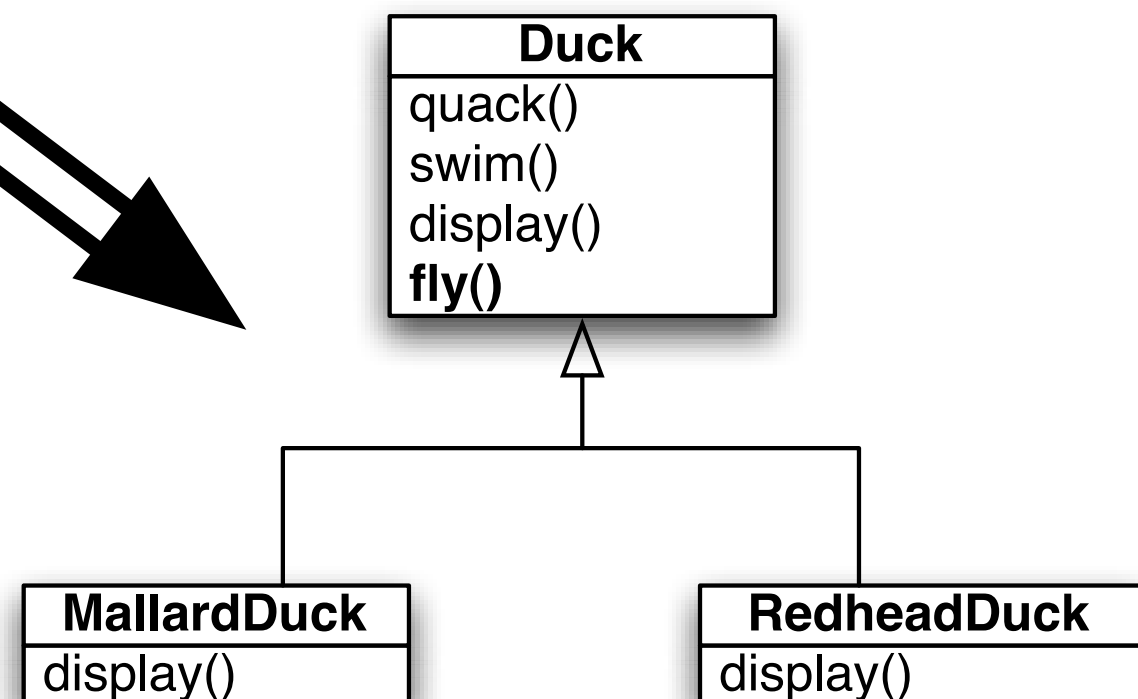 Duck
quack()
swim()
display()
fly()
MallardDuck
display()
RedheadDuck
display()